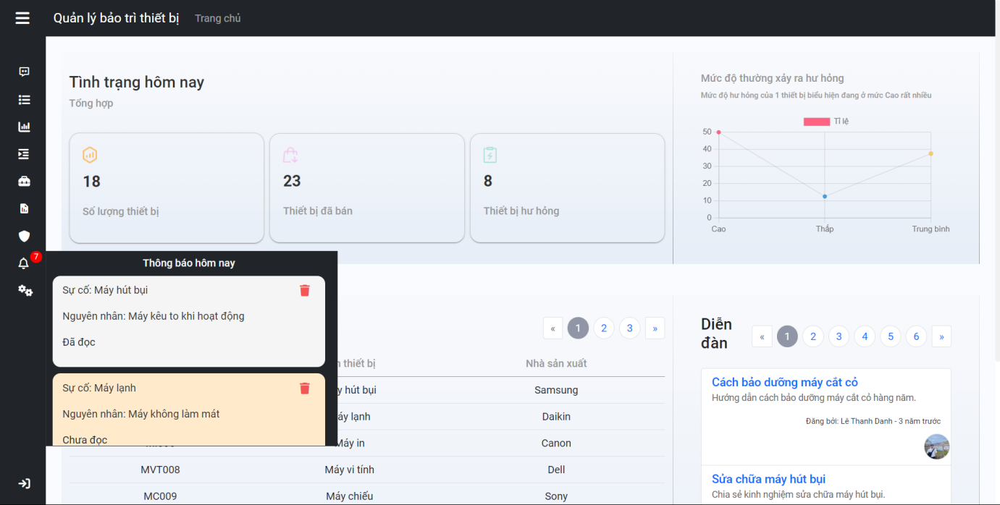 Quản lý bảo trì thiết bị Trang chủ
Tình trạng hôm nay
Tổng hợp
18
Số lượng thiết bị
23
Thiết bị đã bán
8
Thiết bị hư hỏng
Mức độ thường xảy ra hư hỏng
Mức độ hư hỏng của 1 thiết bị biểu hiện đang ở mức Cao rất nhiều
Tỉ lệ
50
40
30
20
10
0
Cao Thấp Trung bình
7
Thông báo hôm nay
Sự cố: Máy hút bụi
Nguyên nhân: Máy kêu to khi hoạt động
Đã đọc
Sự cố: Máy lạnh
Nguyên nhân: Máy không làm mát
Chưa đọc
« 1 2 3 »
thiết bị Nhà sản xuất
hút bụi Samsung
lạnh Daikin
Máy in Canon
MVT008 Máy vi tính Dell
MC009 Máy chiếu Sony
Diễn
đàn
« 1 2 3 4 5 6 »
Cách bảo dưỡng máy cắt cỏ
Hướng dẫn cách bảo dưỡng máy cắt cỏ hàng năm.
Đăng bởi: Lê Thanh Danh - 3 năm trước
Sửa chữa máy hút bụi
Chia sẻ kinh nghiệm sửa chữa máy hút bụi.